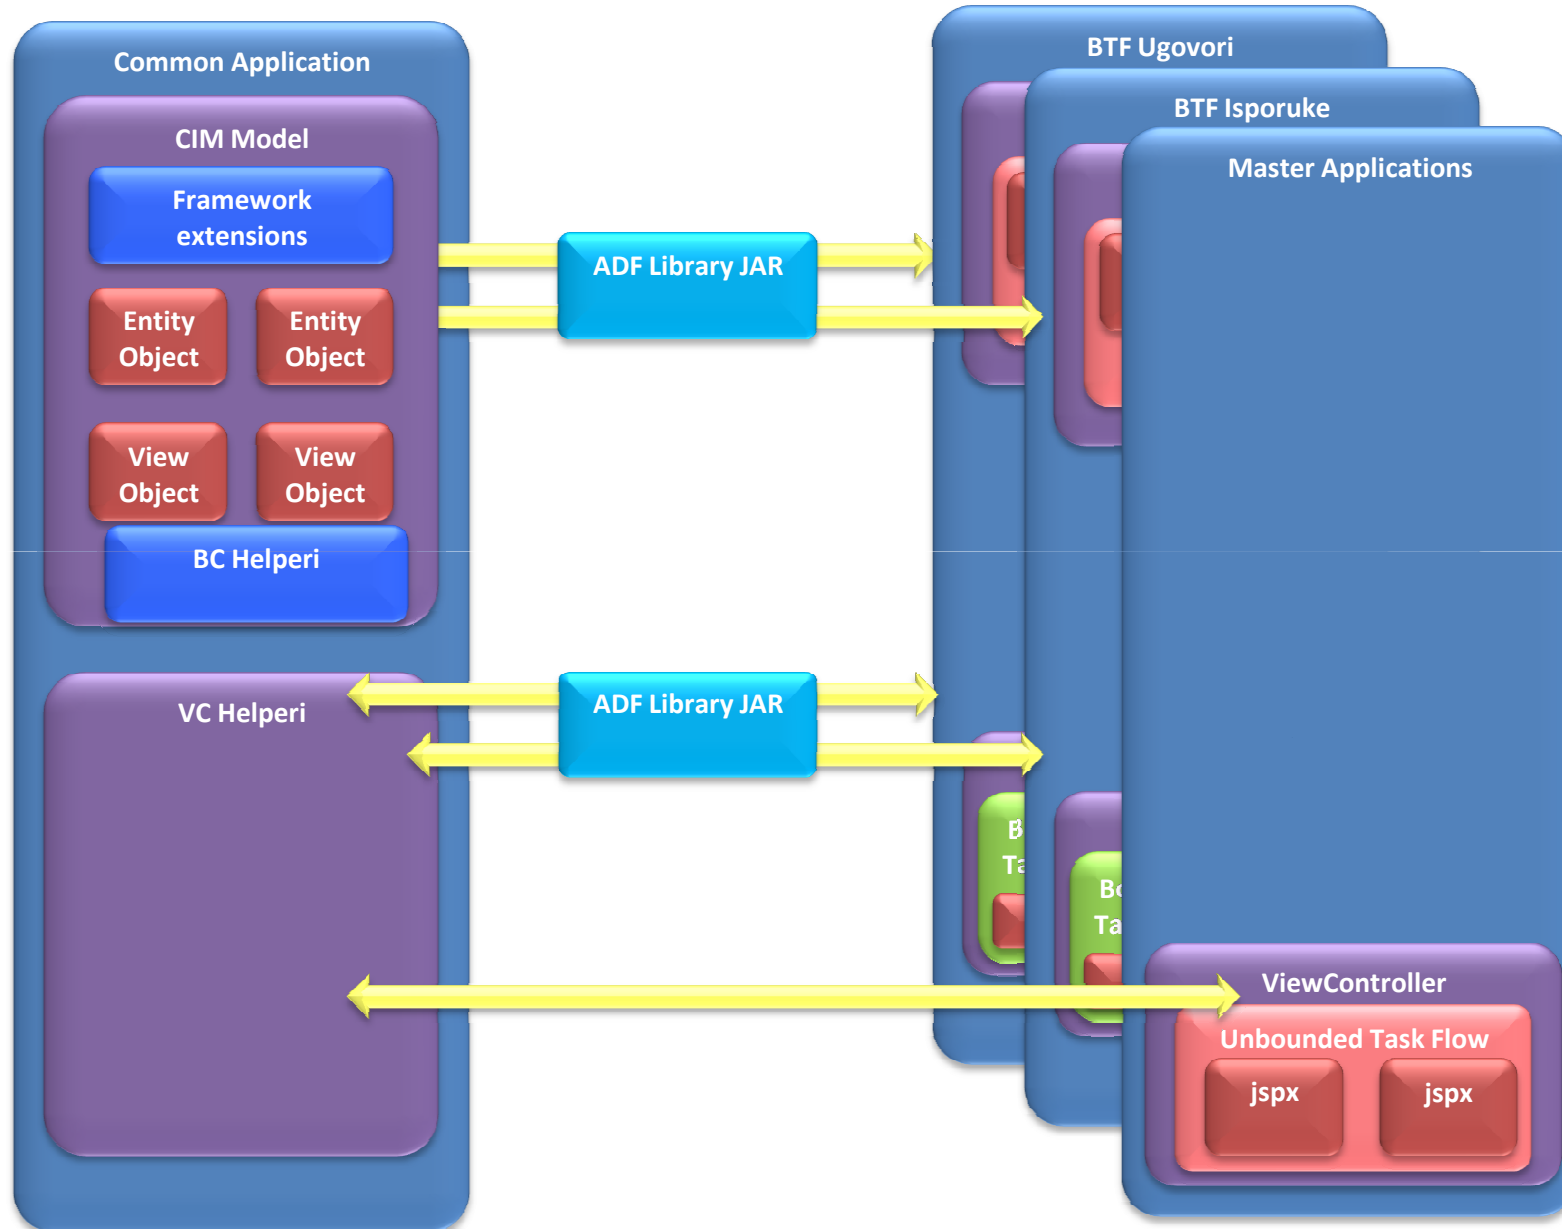 Common Application
CIM Model
Framework
extensions
Entity
Object
Entity
Object
View
Object
View
Object
BC Helperi
VC Helperi
ADF Library JAR
ADF Library JAR
BTF Ugovori
BTF Isporuke
Master Applications
ViewController
Unbounded Task Flow
jspx
jspx